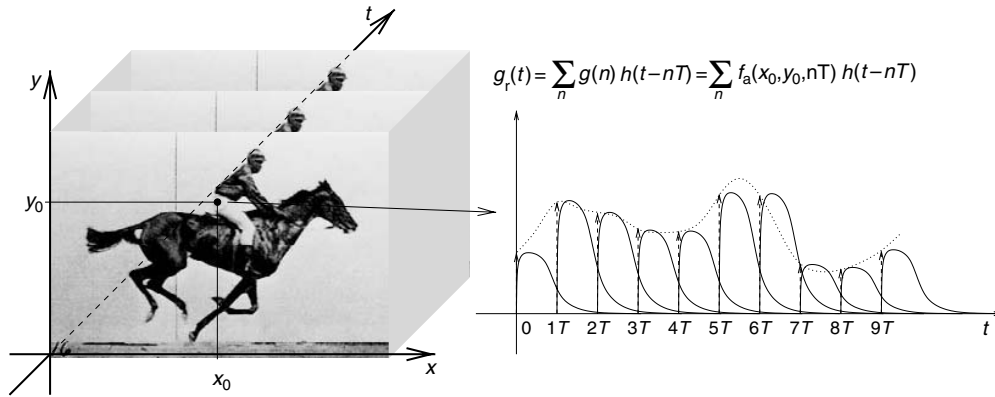 t
y
g_r(t) = ∑_n g(n) h(t–nT) = ∑_n f_a(x_0,y_0,nT) h(t–nT)
y_0
16
x_0
x
0 1T 2T 3T 4T 5T 6T 7T 8T 9T t